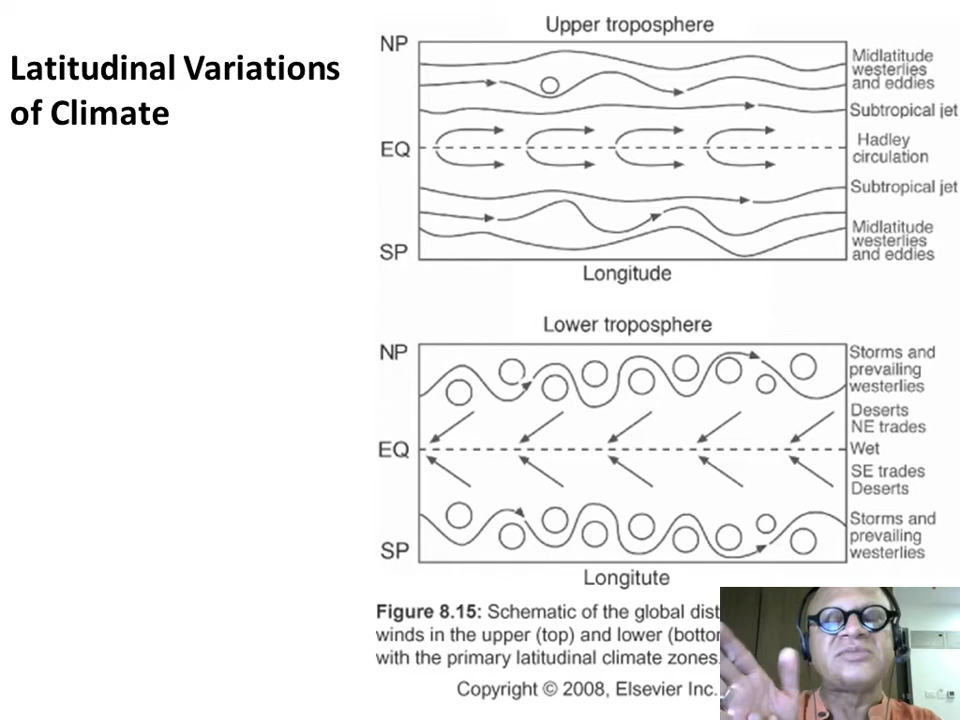 Latitudinal Variations
of Climate
Upper troposphere
NP
EQ
SP
Midlatitude
westerlies
and eddies
Subtropical jet
Hadley
circulation
Subtropical jet
Midlatitude
westerlies
and eddies
Longitude
Lower troposphere
NP
EQ
SP
Storms and
prevailing
westerlies
Deserts
NE trades
Wet
SE trades
Deserts
Storms and
prevailing
westerlies
Longitute
Figure 8.15: Schematic of the global
winds in the upper (top) and lower
with the primary latitudinal climate zones.
Copyright © 2008, Elsevier Inc.